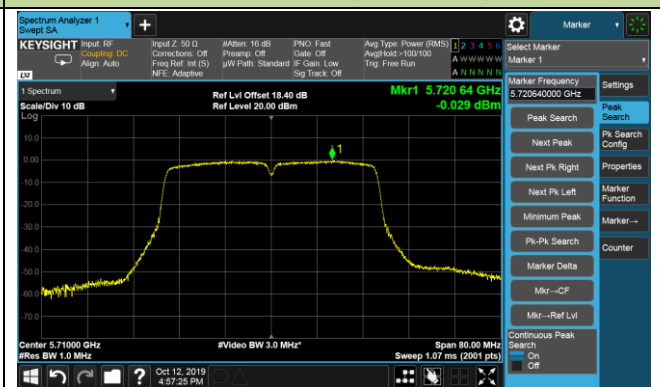 Spectrum Analyzer 1
Swept SA
Marker
KEYSIGHT Input: RF
Coupling: DC
Align: Auto
Input Z: 50 Ω
Corrections: Off
Freq Ref: Int (S)
NFE: Adaptive
#Atten: 16 dB
Preamp: Off
µW Path: Standard
PNO: Fast
Gate: Off
IF Gain: Low
Sig Track: Off
Avg Type: Power (RMS)
Avg|Hold:>100/100
Trig: Free Run
1 2 3 4 5 6
A W W W W W
A N N N N N
LXI
Select Marker
Marker 1
1 Spectrum
Scale/Div 10 dB
Log
Ref Lvl Offset 18.40 dB
Ref Level 20.00 dBm
Mkr1 5.720 64 GHz
-0.029 dBm
10.0
0.00
-10.0
-20.0
-30.0
-40.0
-50.0
-60.0
-70.0
1
Center 5.71000 GHz
#Res BW 1.0 MHz
#Video BW 3.0 MHz*
Span 80.00 MHz
Sweep 1.07 ms (2001 pts)
Marker Frequency
5.720640000 GHz
Peak Search
Next Peak
Next Pk Right
Next Pk Left
Minimum Peak
Pk-Pk Search
Marker Delta
Mkr→CF
Mkr→Ref Lvl
Continuous Peak
Search
On
Off
Settings
Peak
Search
Pk Search
Config
Properties
Marker
Function
Marker→
Counter
?
Oct 12, 2019
4:57:25 PM